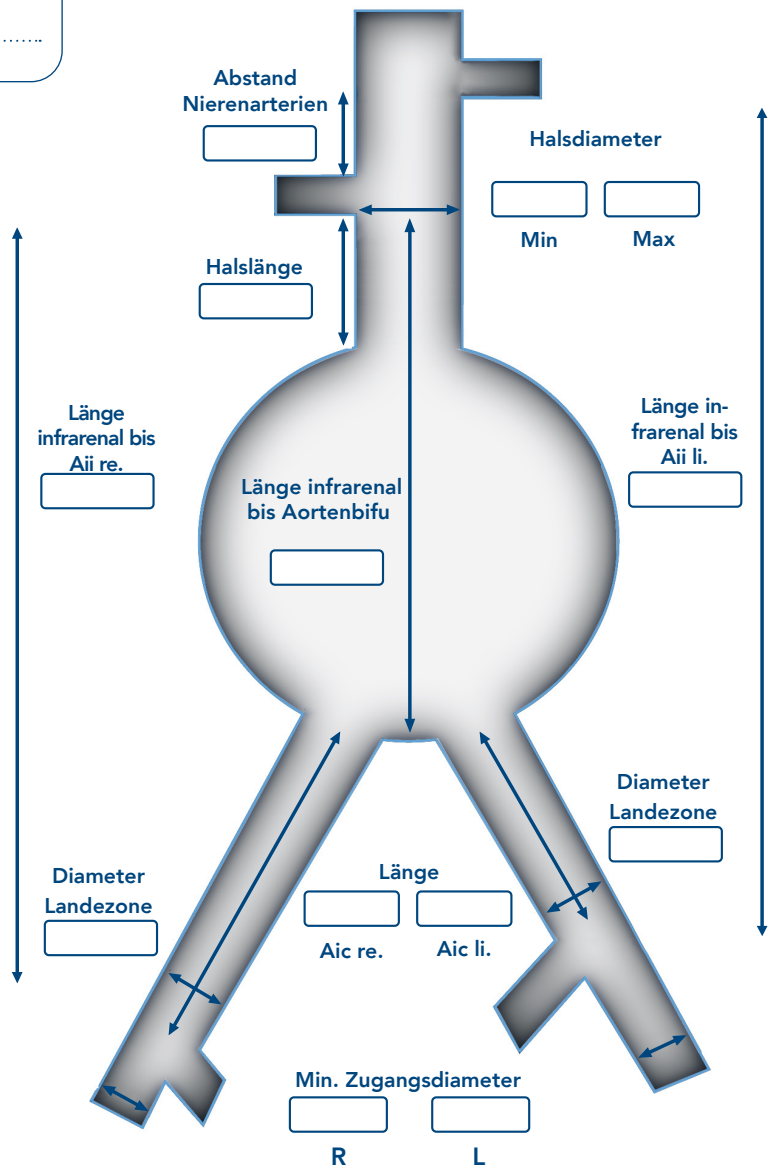 Abstand
Nierenarterien
Halsdiameter
Min
Max
Halslänge
Länge
infrarenal bis
Aii re.
Länge in-
frarenal bis
Aii li.
Länge infrarenal
bis Aortenbifu
Diameter
Landezone
Diameter
Landezone
Länge
Aic re.
Aic li.
Min. Zugangsdiameter
R
L